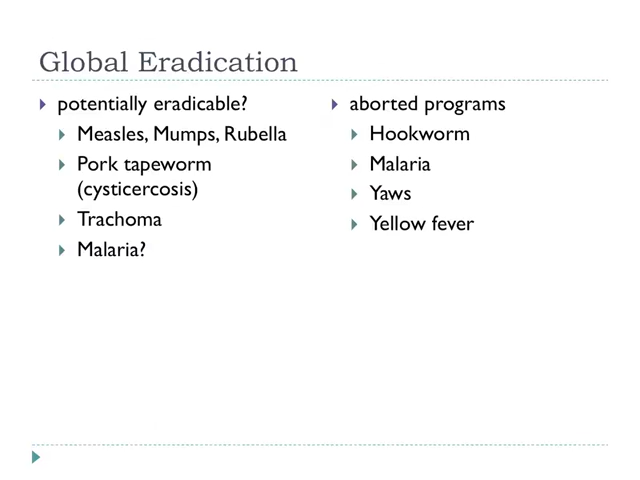 Global Eradication
potentially eradicable?
Measles, Mumps, Rubella
Pork tapeworm
(cysticercosis)
Trachoma
Malaria?
aborted programs
Hookworm
Malaria
Yaws
Yellow fever